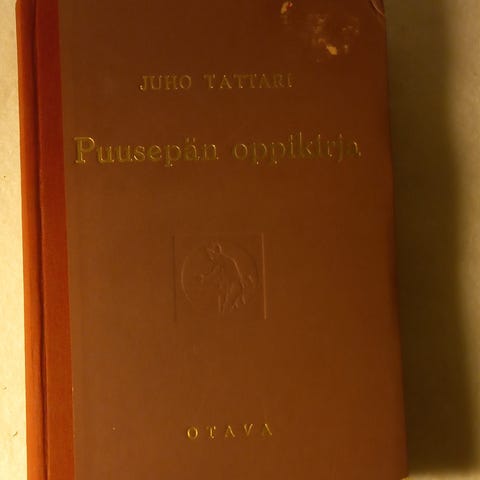 JUHO TATTARI
Puusepän oppikirja
OTAVA